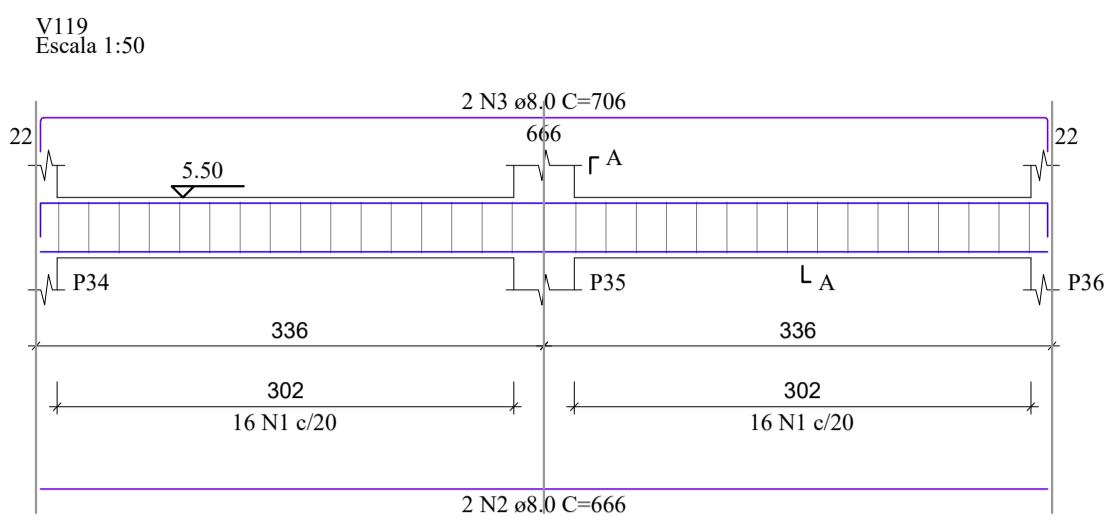 V119
Escala 1:50
2 N3 ø8.0 C=706
22 666 22
A
5.50
P34 P35 A P36
336 336
302 302
16 N1 c/20 16 N1 c/20
2 N2 ø8.0 C=666